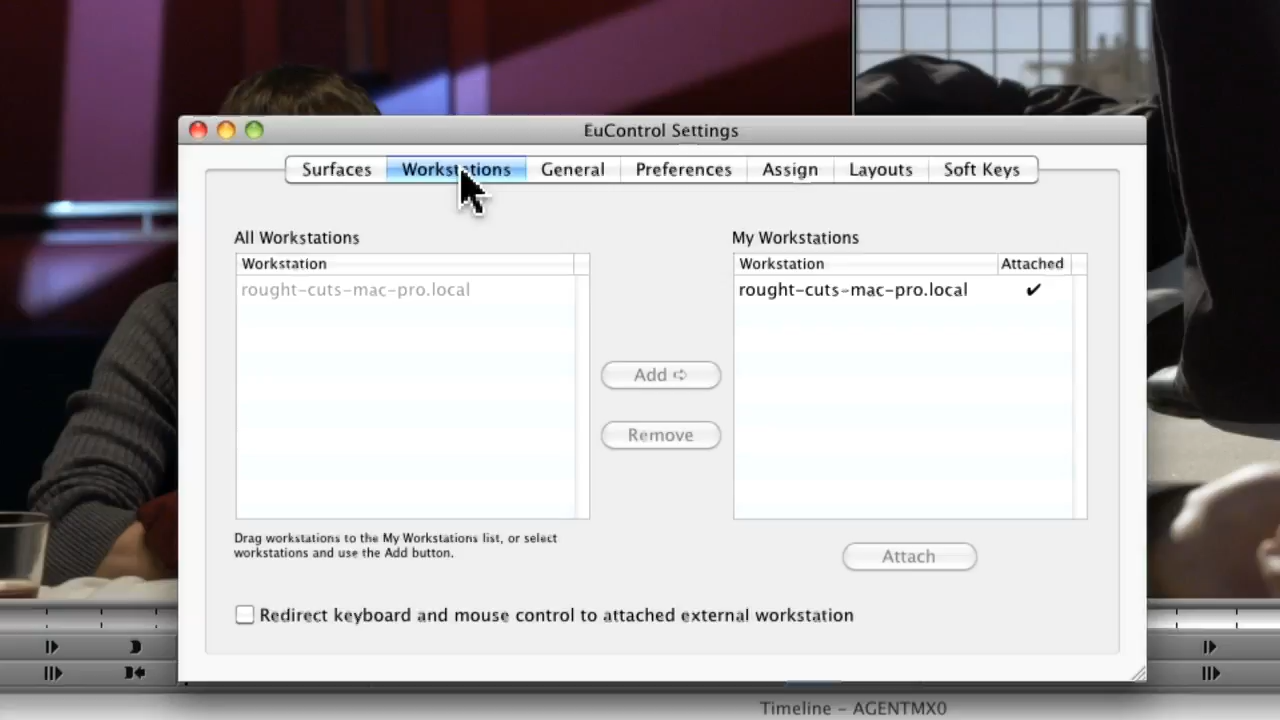 EuControl Settings
Surfaces Workstations General Preferences Assign Layouts Soft Keys
All Workstations
Workstation
rought-cuts-mac-pro.local
Add
Remove
My Workstations
Workstation Attached
rought-cuts-mac-pro.local ✔
Drag workstations to the My Workstations list, or select
workstations and use the Add button.
Attach
Redirect keyboard and mouse control to attached external workstation
Timeline - AGENTMX0